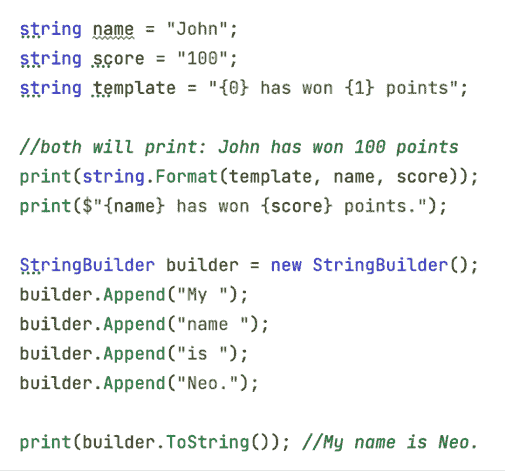 string name = "John";
string score = "100";
string template = "{0} has won {1} points";
//both will print: John has won 100 points
print(string.Format(template, name, score));
print($"{name} has won {score} points.");
StringBuilder builder = new StringBuilder();
builder.Append("My ");
builder.Append("name ");
builder.Append("is ");
builder.Append("Neo.");
print(builder.ToString()); //My name is Neo.